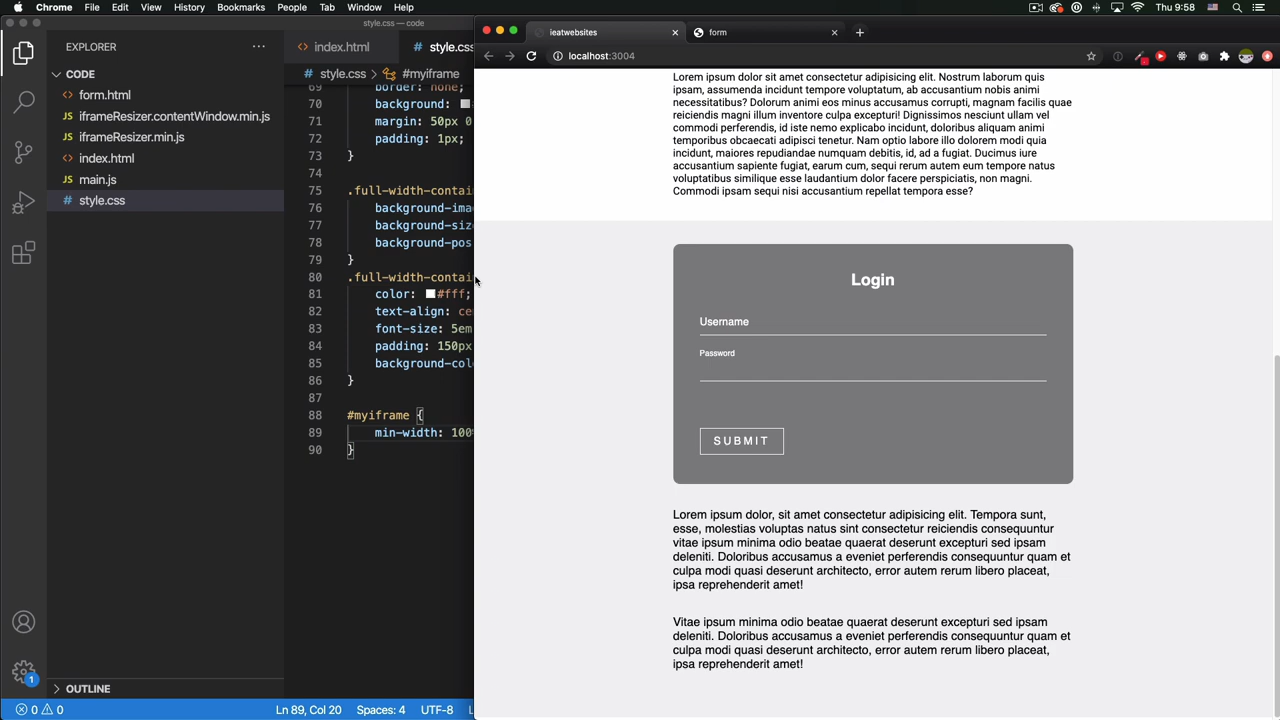 Chrome File Edit View History Bookmarks People Tab Window Help
Thu 9:58
style.css — code
EXPLORER
CODE
form.html
iframeResizer.contentWindow.min.js
iframeResizer.min.js
index.html
main.js
style.css
OUTLINE
1
0 0
index.html
style.css
style.css > #myiframe
69 border: none;
70 background:
71 margin: 50px 0
72 padding: 1px;
73 }
74
75 .full-width-contai
76 background-ima
77 background-siz
78 background-pos
79 }
80 .full-width-contai
81 color: #fff;
82 text-align: ce
83 font-size: 5em
84 padding: 150px
85 background-col
86 }
87
88 #myiframe {
89 min-width: 100%
90 }
Ln 89, Col 20 Spaces: 4 UTF-8 L
ieatwebsites
form
localhost:3004
Lorem ipsum dolor sit amet consectetur adipisicing elit. Nostrum laborum quis
ipsam, assumenda incidunt tempore voluptatum, ab accusantium nobis animi
necessitatibus? Dolorum animi eos minus accusamus corrupti, magnam facilis quae
reiciendis magni illum inventore culpa excepturi! Dignissimos nesciunt ullam vel
commodi perferendis, id iste nemo explicabo incidunt, doloribus aliquam animi
temporibus obcaecati adipisci tenetur. Nam optio labore illo dolorem modi quia
incidunt, maiores repudiandae numquam debitis, id, ad a fugiat. Ducimus iure
accusantium sapiente fugiat, earum cum, sequi rerum autem eum tempore natus
voluptatibus similique esse laudantium dolor facere perspiciatis, non magni.
Commodi ipsam sequi nisi accusantium repellat tempora esse?
Login
Username
Password
SUBMIT
Lorem ipsum dolor, sit amet consectetur adipisicing elit. Tempora sunt,
esse, molestias voluptas natus sint consectetur reiciendis consequuntur
vitae ipsum minima odio beatae quaerat deserunt excepturi sed ipsam
deleniti. Doloribus accusamus a eveniet perferendis consequuntur quam et
culpa modi quasi deserunt architecto, error autem rerum libero placeat,
ipsa reprehenderit amet!
Vitae ipsum minima odio beatae quaerat deserunt excepturi sed ipsam
deleniti. Doloribus accusamus a eveniet perferendis consequuntur quam et
culpa modi quasi deserunt architecto, error autem rerum libero placeat,
ipsa reprehenderit amet!